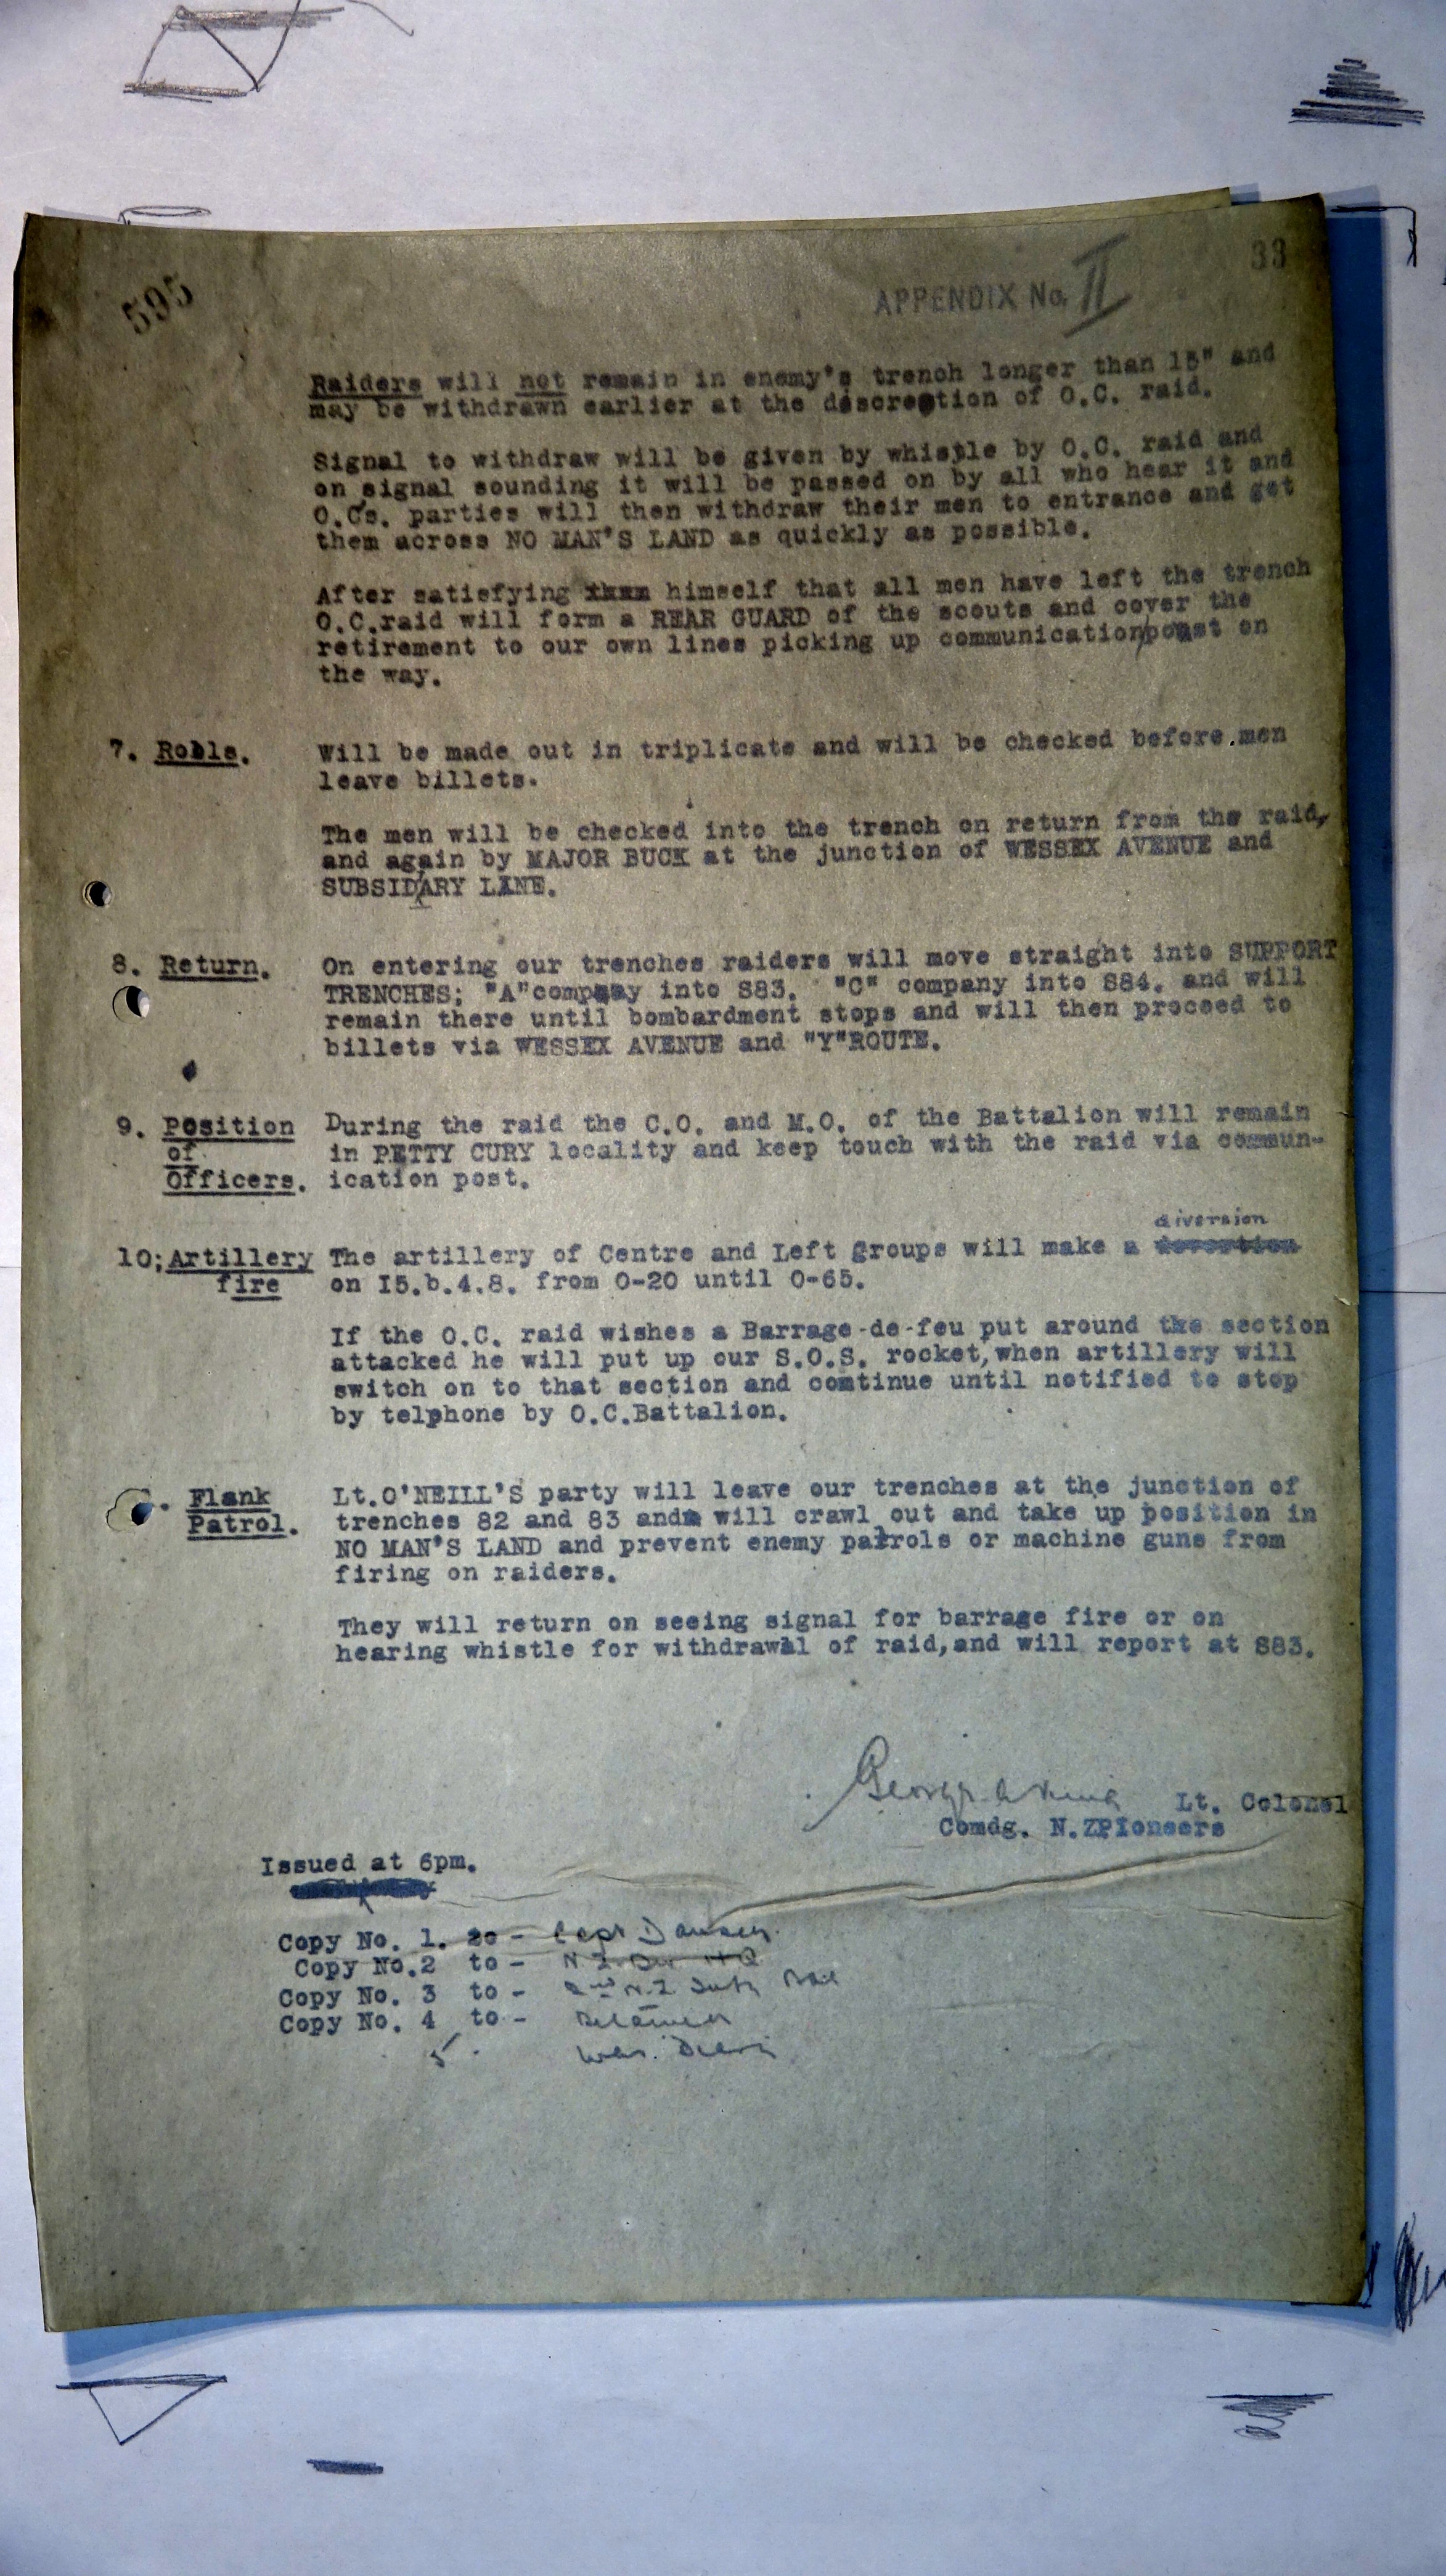 595
33
APPENDIX No. II
Raiders will not remain in enemy's trench longer than 15" and
may be withdrawn earlier at the discreetion of O.C. raid.
Signal to withdraw will be given by whistle by O.C. raid and
on signal sounding it will be passed on by all who hear it and
O.Cs. parties will then withdraw their men to entrance and get
them across NO MAN'S LAND as quickly as possible.
After satisfying himself that all men have left the trench
O.C.raid will form a REAR GUARD of the scouts and cover the
retirement to our own lines picking up communication/post on
the way.
7. Rolls. Will be made out in triplicate and will be checked before.men
leave billets.
The men will be checked into the trench on return from the raid,
and again by MAJOR BUCK at the junction of WESSEX AVENUE and
SUBSIDARY LANE.
8. Return. On entering our trenches raiders will move straight into SUPPORT
TRENCHES; "A"company into S83. "C" company into S84. and will
remain there until bombardment stops and will then proceed to
billets via WESSEX AVENUE and "Y"ROUTE.
9. Position During the raid the C.O. and M.O. of the Battalion will remain
of in PETTY CURY locality and keep touch with the raid via commun-
Officers. ication post.
diversion
10; Artillery The artillery of Centre and Left groups will make a
fire on I5.b.4.8. from 0-20 until 0-65.
If the O.C. raid wishes a Barrage-de-feu put around the section
attacked he will put up our S.O.S. rocket,when artillery will
switch on to that section and continue until notified to stop
by telphone by O.C.Battalion.
. Flank Lt.O'NEILL'S party will leave our trenches at the junction of
Patrol. trenches 82 and 83 and will crawl out and take up position in
NO MAN'S LAND and prevent enemy patrols or machine guns from
firing on raiders.
They will return on seeing signal for barrage fire or on
hearing whistle for withdrawal of raid,and will report at S83.
George A King Lt. Colonel
Comdg. N.ZPioneers
Issued at 6pm.
Copy No. 1. to - Capt Dansey.
Copy No.2 to - N Z Div HQ
Copy No. 3 to - 2nd N.Z Infy Bde
Copy No. 4 to - Retained
5 War Diary